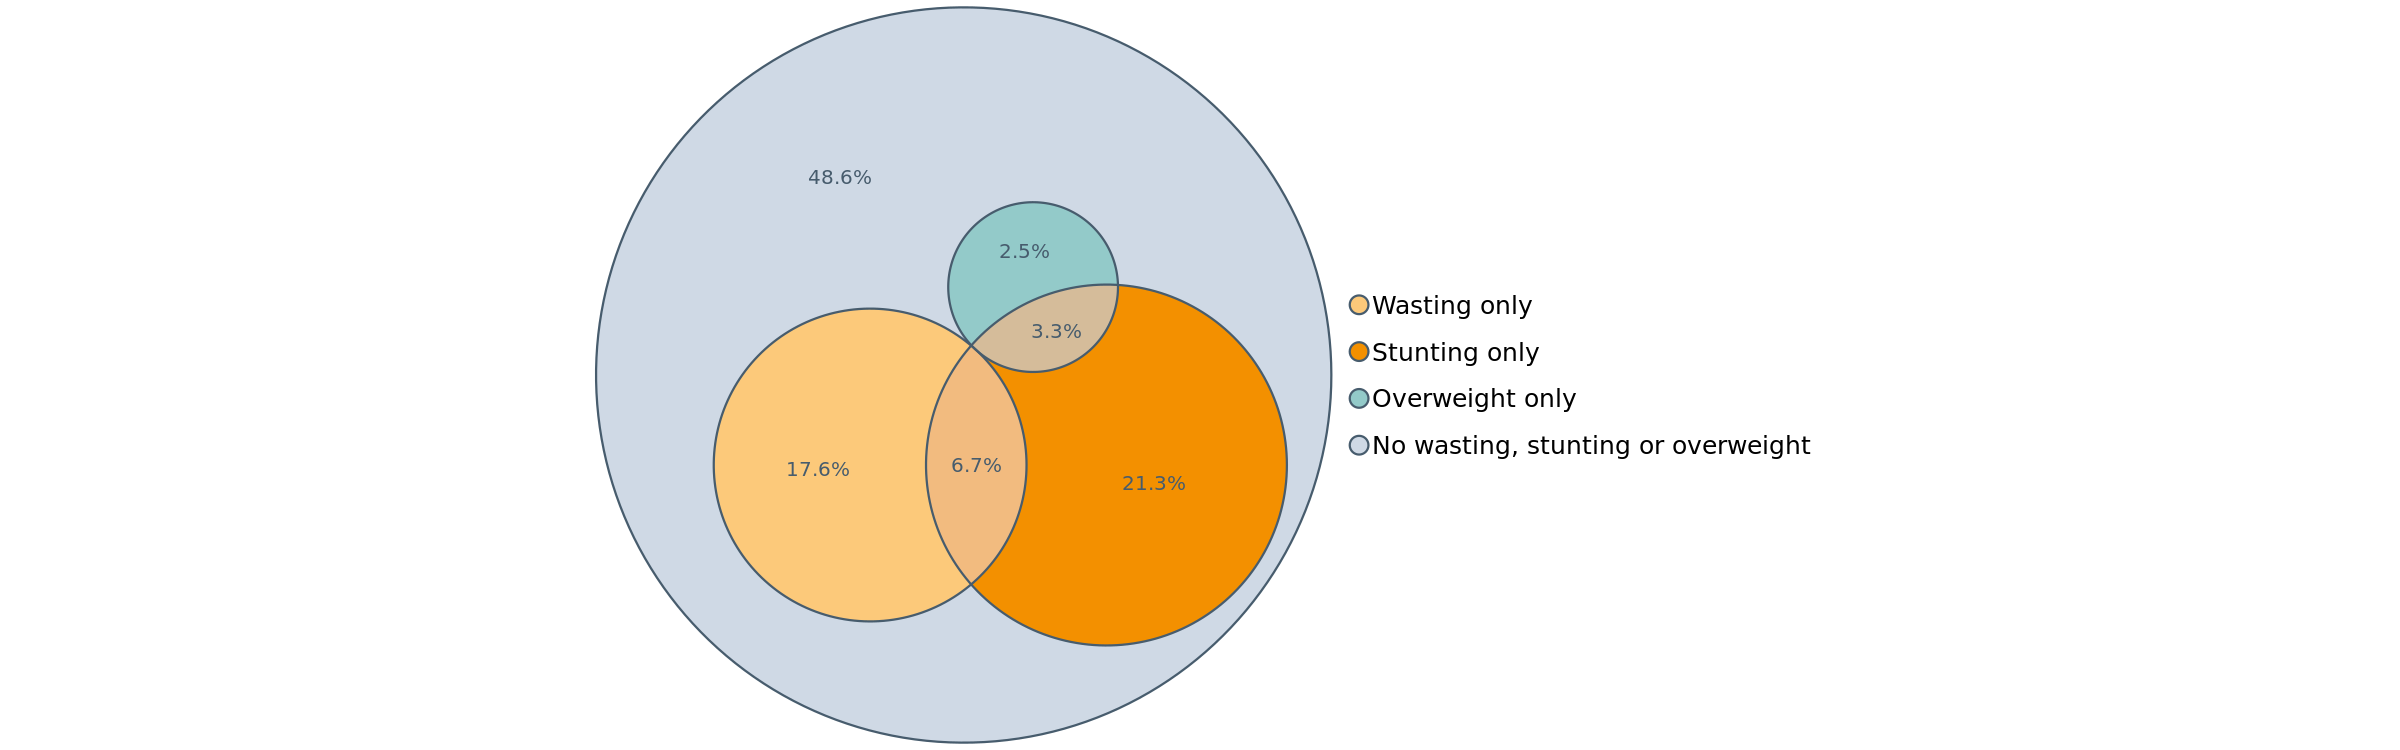 48.6%
2.5%
3.3%
17.6%
6.7%
21.3%
Wasting only
Stunting only
Overweight only
No wasting, stunting or overweight